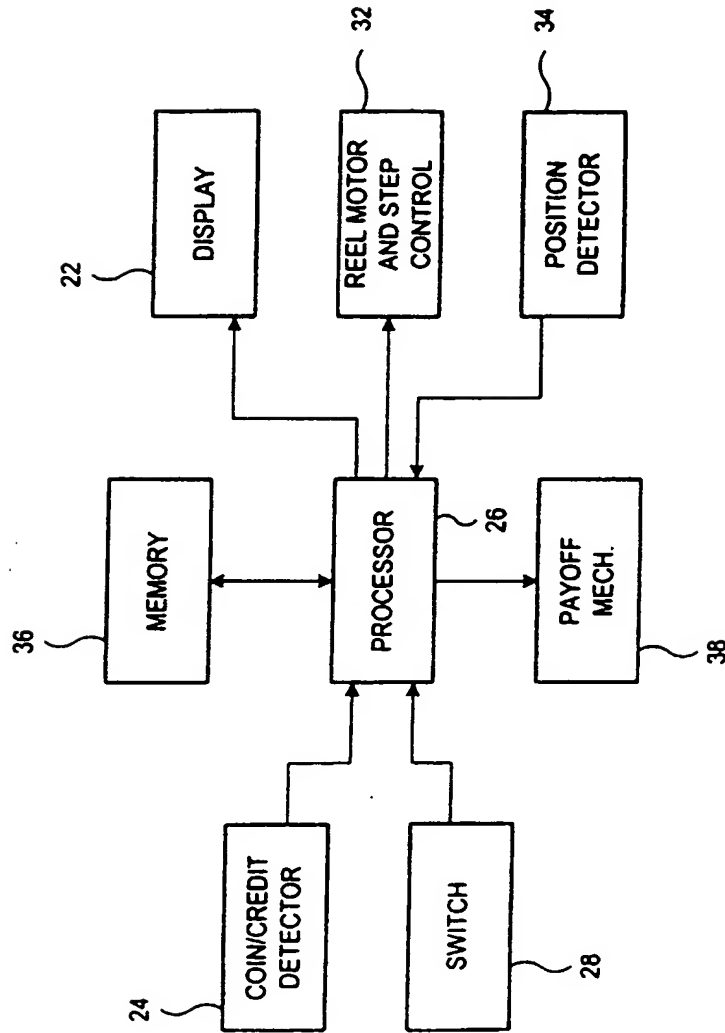 22
DISPLAY
32
REEL MOTOR
AND STEP
CONTROL
34
POSITION
DETECTOR
36
MEMORY
PROCESSOR
26
PAYOFF
MECH.
38
24
COIN/CREDIT
DETECTOR
SWITCH
28